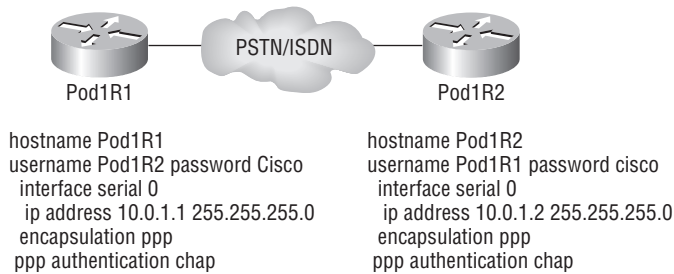 PSTN/ISDN
Pod1R1
Pod1R2
hostname Pod1R1
username Pod1R2 password Cisco
interface serial 0
ip address 10.0.1.1 255.255.255.0
encapsulation ppp
ppp authentication chap
hostname Pod1R2
username Pod1R1 password cisco
interface serial 0
ip address 10.0.1.2 255.255.255.0
encapsulation ppp
ppp authentication chap